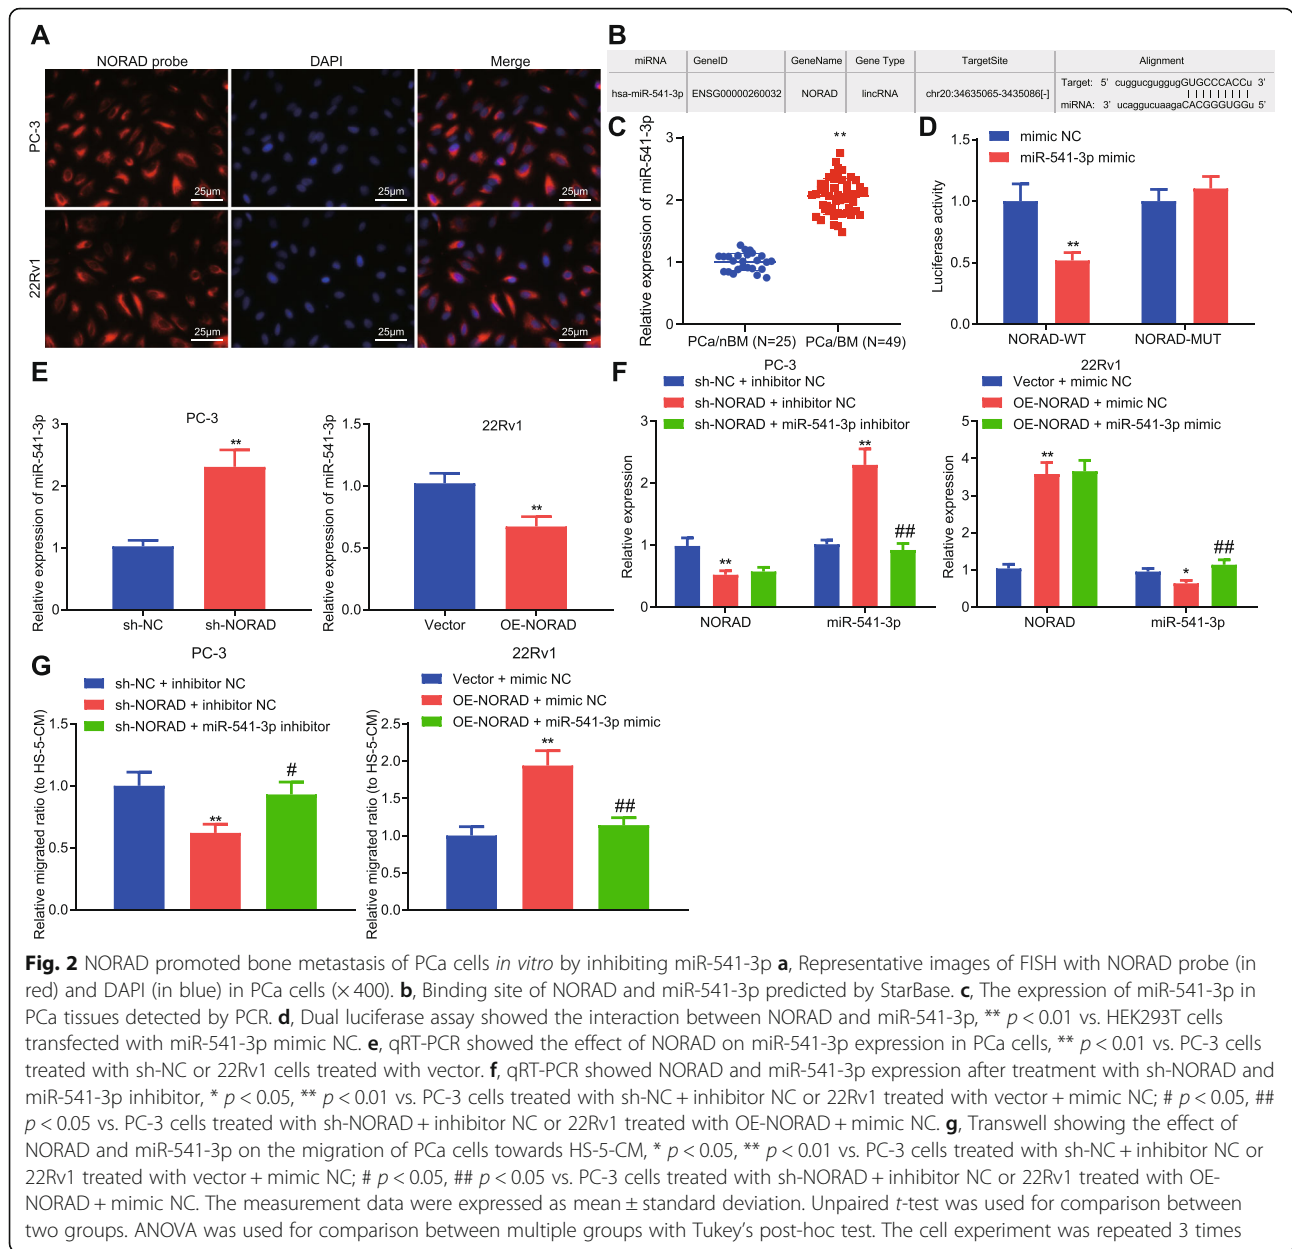 A
NORAD probe
DAPI
Merge
PC-3
25μm
25μm
25μm
22Rv1
25μm
25μm
25μm
B
miRNA GeneID GeneName Gene Type TargetSite Alignment
hsa-miR-541-3p ENSG00000260032 NORAD lincRNA chr20:34635065-3435086[-]
Target: 5' cuggucguggugGUGCCCACCu 3'
miRNA: 3' ucaggucuaagaCACGGGUGGu 5'
C
Relative expression of miR-541-3p
3
2
1
0
**
PCa/nBM (N=25)
PCa/BM (N=49)
D
mimic NC
miR-541-3p mimic
Luciferase activity
1.5
1.0
0.5
0.0
**
NORAD-WT
NORAD-MUT
E
PC-3
Relative expression of miR-541-3p
3
2
1
0
**
sh-NC
sh-NORAD
22Rv1
Relative expression of miR-541-3p
1.5
1.0
0.5
0.0
**
Vector
OE-NORAD
F
PC-3
sh-NC + inhibitor NC
sh-NORAD + inhibitor NC
sh-NORAD + miR-541-3p inhibitor
Relative expression
3
2
1
0
**
**
##
NORAD
miR-541-3p
22Rv1
Vector + mimic NC
OE-NORAD + mimic NC
OE-NORAD + miR-541-3p mimic
Relative expression
5
4
3
2
1
0
**
*
##
NORAD
miR-541-3p
G
PC-3
sh-NC + inhibitor NC
sh-NORAD + inhibitor NC
sh-NORAD + miR-541-3p inhibitor
Relative migrated ratio (to HS-5-CM)
1.5
1.0
0.5
0.0
**
#
22Rv1
Vector + mimic NC
OE-NORAD + mimic NC
OE-NORAD + miR-541-3p mimic
Relative migrated ratio (to HS-5-CM)
2.5
2.0
1.5
1.0
0.5
0.0
**
##
Fig. 2 NORAD promoted bone metastasis of PCa cells in vitro by inhibiting miR-541-3p a, Representative images of FISH with NORAD probe (in
red) and DAPI (in blue) in PCa cells (× 400). b, Binding site of NORAD and miR-541-3p predicted by StarBase. c, The expression of miR-541-3p in
PCa tissues detected by PCR. d, Dual luciferase assay showed the interaction between NORAD and miR-541-3p, ** p < 0.01 vs. HEK293T cells
transfected with miR-541-3p mimic NC. e, qRT-PCR showed the effect of NORAD on miR-541-3p expression in PCa cells, ** p < 0.01 vs. PC-3 cells
treated with sh-NC or 22Rv1 cells treated with vector. f, qRT-PCR showed NORAD and miR-541-3p expression after treatment with sh-NORAD and
miR-541-3p inhibitor, * p < 0.05, ** p < 0.01 vs. PC-3 cells treated with sh-NC + inhibitor NC or 22Rv1 treated with vector + mimic NC; # p < 0.05, ##
p < 0.05 vs. PC-3 cells treated with sh-NORAD + inhibitor NC or 22Rv1 treated with OE-NORAD + mimic NC. g, Transwell showing the effect of
NORAD and miR-541-3p on the migration of PCa cells towards HS-5-CM, * p < 0.05, ** p < 0.01 vs. PC-3 cells treated with sh-NC + inhibitor NC or
22Rv1 treated with vector + mimic NC; # p < 0.05, ## p < 0.05 vs. PC-3 cells treated with sh-NORAD + inhibitor NC or 22Rv1 treated with OE-
NORAD + mimic NC. The measurement data were expressed as mean ± standard deviation. Unpaired t-test was used for comparison between
two groups. ANOVA was used for comparison between multiple groups with Tukey's post-hoc test. The cell experiment was repeated 3 times